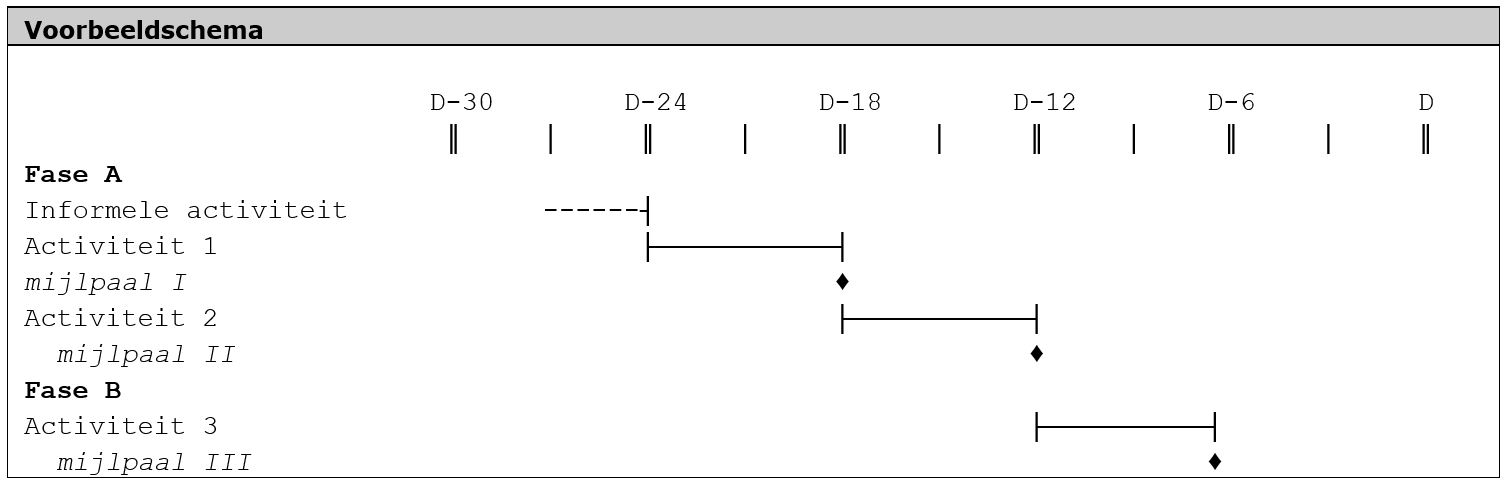 Voorbeeldschema
D-30 D-24 D-18 D-12 D-6 D
Fase A
Informele activiteit
Activiteit 1
mijlpaal I
Activiteit 2
mijlpaal II
Fase B
Activiteit 3
mijlpaal III